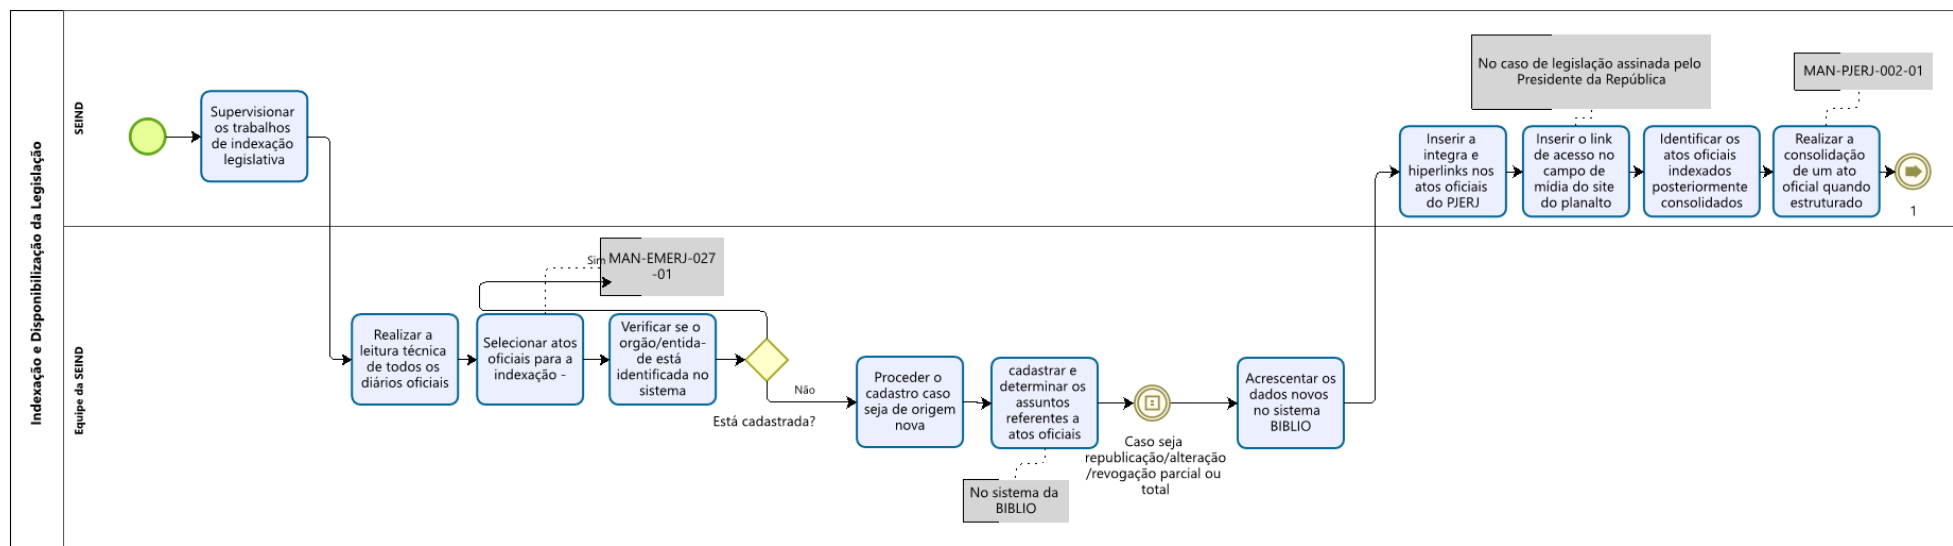 Indexação e Disponibilização da Legislação
SEIND
Supervisionar
os trabalhos
de indexação
legislativa
No caso de legislação assinada pelo
Presidente da República
MAN-PJERJ-002-01
Inserir a
integra e
hiperlinks nos
atos oficiais
do PJERJ
Inserir o link
de acesso no
campo de
mídia do site
do planalto
Identificar os
atos oficiais
indexados
posteriormente
consolidados
Realizar a
consolidação
de um ato
oficial quando
estruturado
1
Equipe da SEIND
Realizar a
leitura técnica
de todos os
diários oficiais
Selecionar atos
oficiais para a
indexação -
Sim
MAN-EMERJ-027
-01
Verificar se o
orgão/entida-
de está
identificada no
sistema
Está cadastrada?
Não
Proceder o
cadastro caso
seja de origem
nova
cadastrar e
determinar os
assuntos
referentes a
atos oficiais
No sistema da
BIBLIO
Caso seja
republicação/alteração
/revogação parcial ou
total
Acrescentar os
dados novos
no sistema
BIBLIO